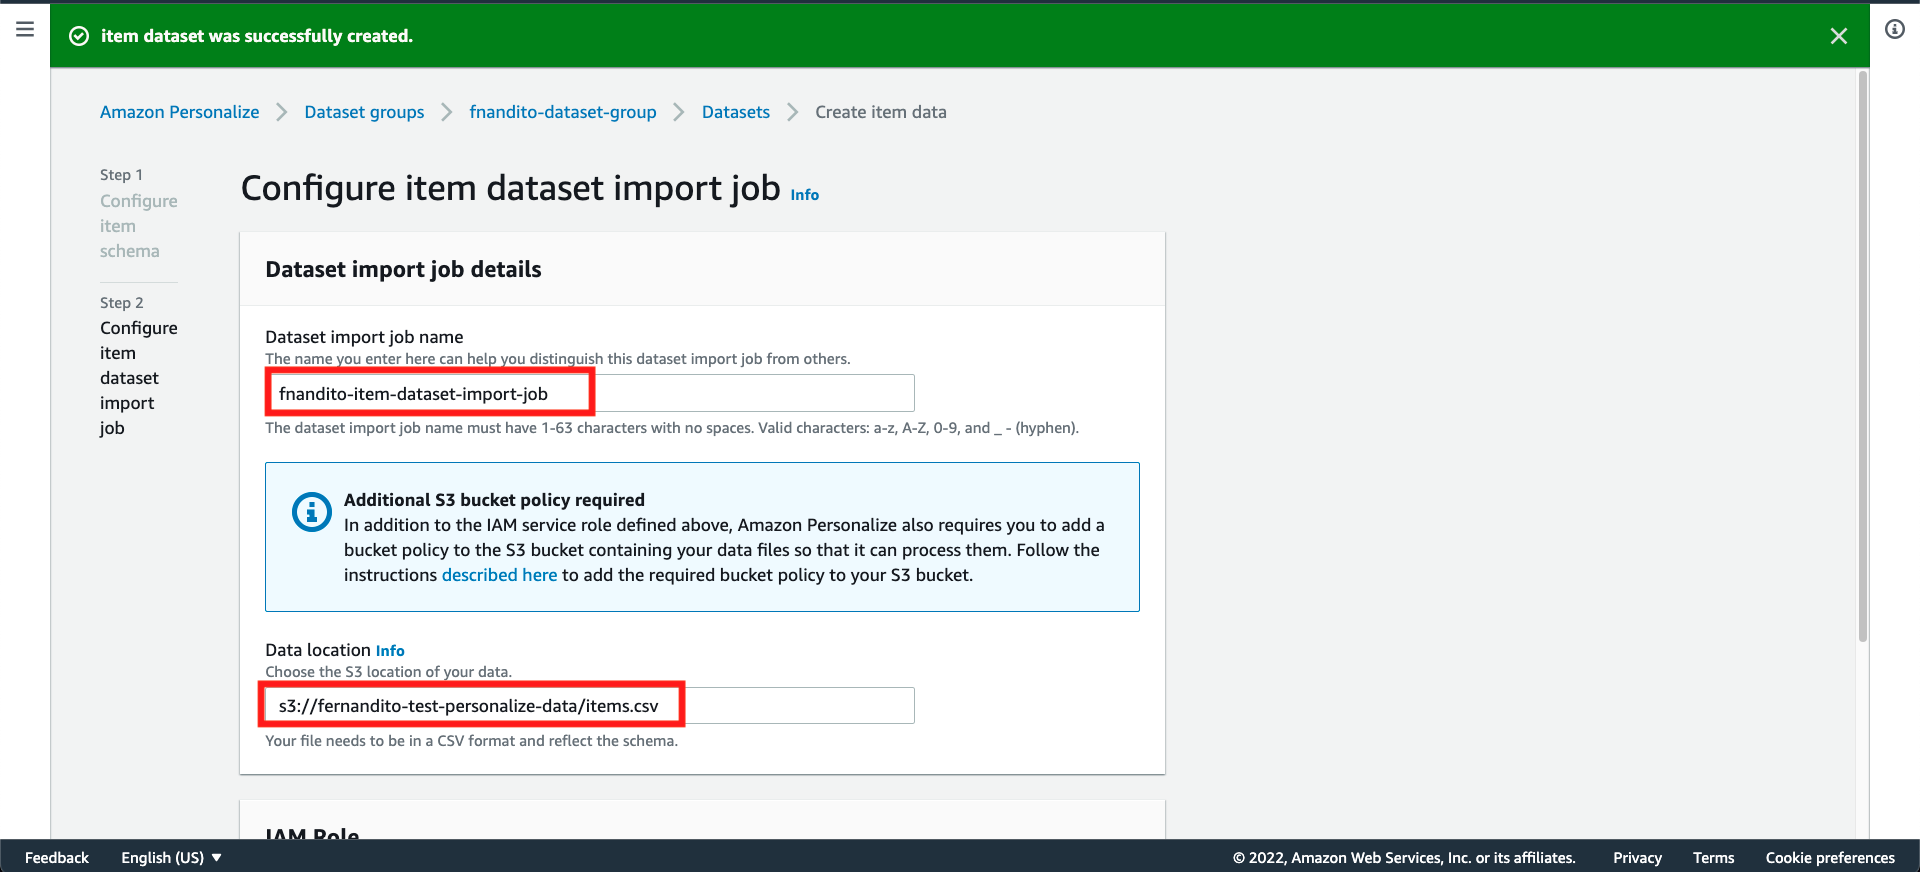 item dataset was successfully created.
Amazon Personalize
Dataset groups
fnandito-dataset-group
Datasets
Create item data
Step 1
Configure
item
schema
Step 2
Configure
item
dataset
import
job
Configure item dataset import job Info
Dataset import job details
Dataset import job name
The name you enter here can help you distinguish this dataset import job from others.
fnandito-item-dataset-import-job
The dataset import job name must have 1-63 characters with no spaces. Valid characters: a-z, A-Z, 0-9, and _ - (hyphen).
Additional S3 bucket policy required
In addition to the IAM service role defined above, Amazon Personalize also requires you to add a
bucket policy to the S3 bucket containing your data files so that it can process them. Follow the
instructions described here to add the required bucket policy to your S3 bucket.
Data location Info
Choose the S3 location of your data.
s3://fernandito-test-personalize-data/items.csv
Your file needs to be in a CSV format and reflect the schema.
IAM Role
Feedback
English (US)
© 2022, Amazon Web Services, Inc. or its affiliates.
Privacy
Terms
Cookie preferences